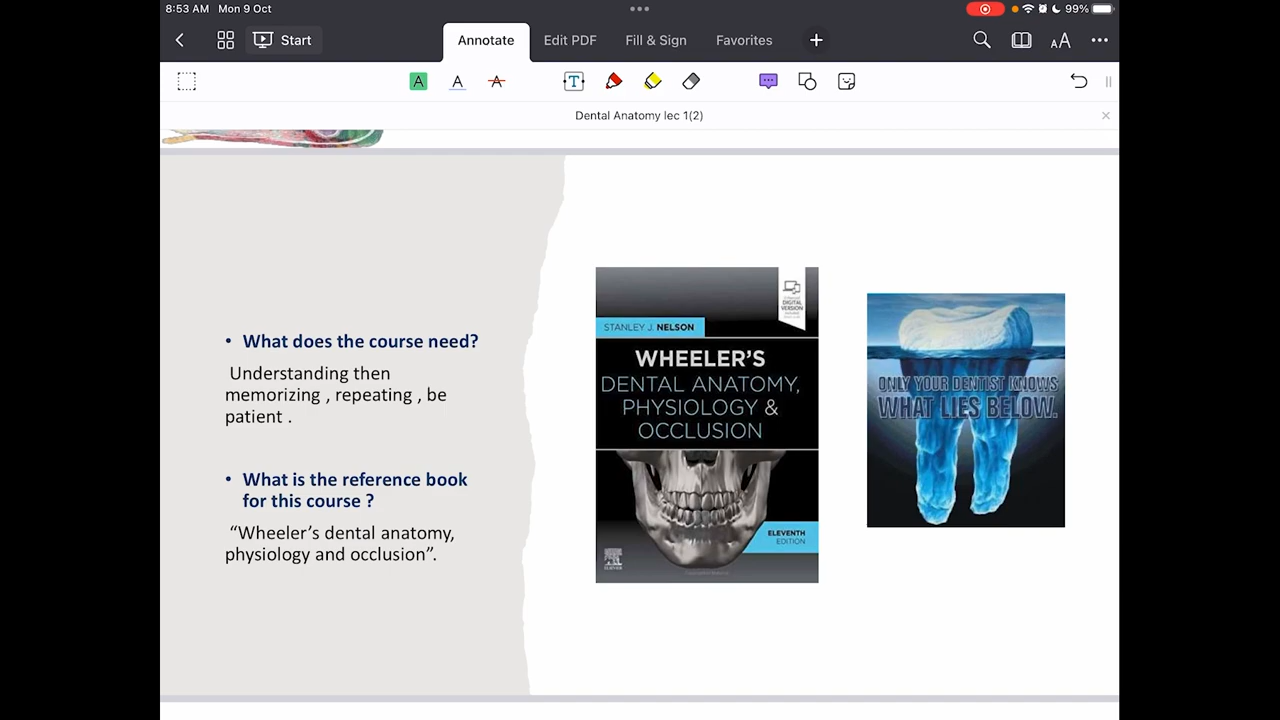 8:53 AM Mon 9 Oct
99%
Start
Annotate
Edit PDF
Fill & Sign
Favorites
Dental Anatomy lec 1(2)
• What does the course need?
Understanding then
memorizing , repeating , be
patient .
• What is the reference book
for this course ?
“Wheeler’s dental anatomy,
physiology and occlusion”.
DIGITAL
VERSION
STANLEY J. NELSON
WHEELER’S
DENTAL ANATOMY,
PHYSIOLOGY &
OCCLUSION
ELEVENTH
EDITION
ELSEVIER
ONLY YOUR DENTIST KNOWS
WHAT LIES BELOW.